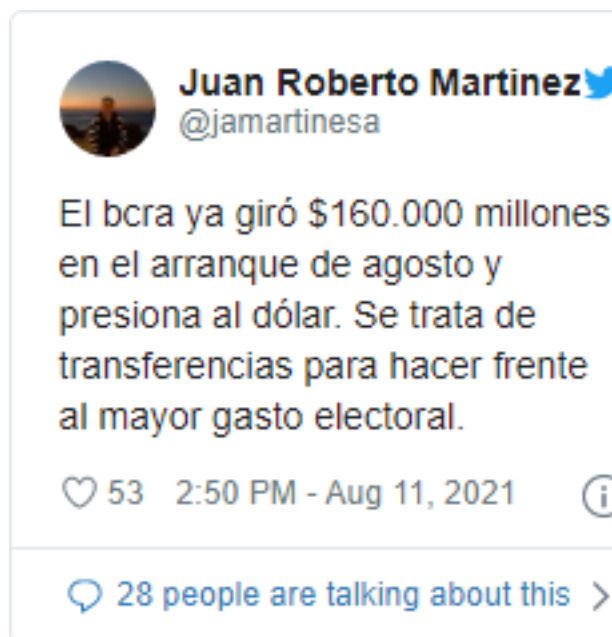 Juan Roberto Martinez
@jamartinesa
El bcra ya giró $160.000 millones
en el arranque de agosto y
presiona al dólar. Se trata de
transferencias para hacer frente
al mayor gasto electoral.
53 2:50 PM - Aug 11, 2021
28 people are talking about this